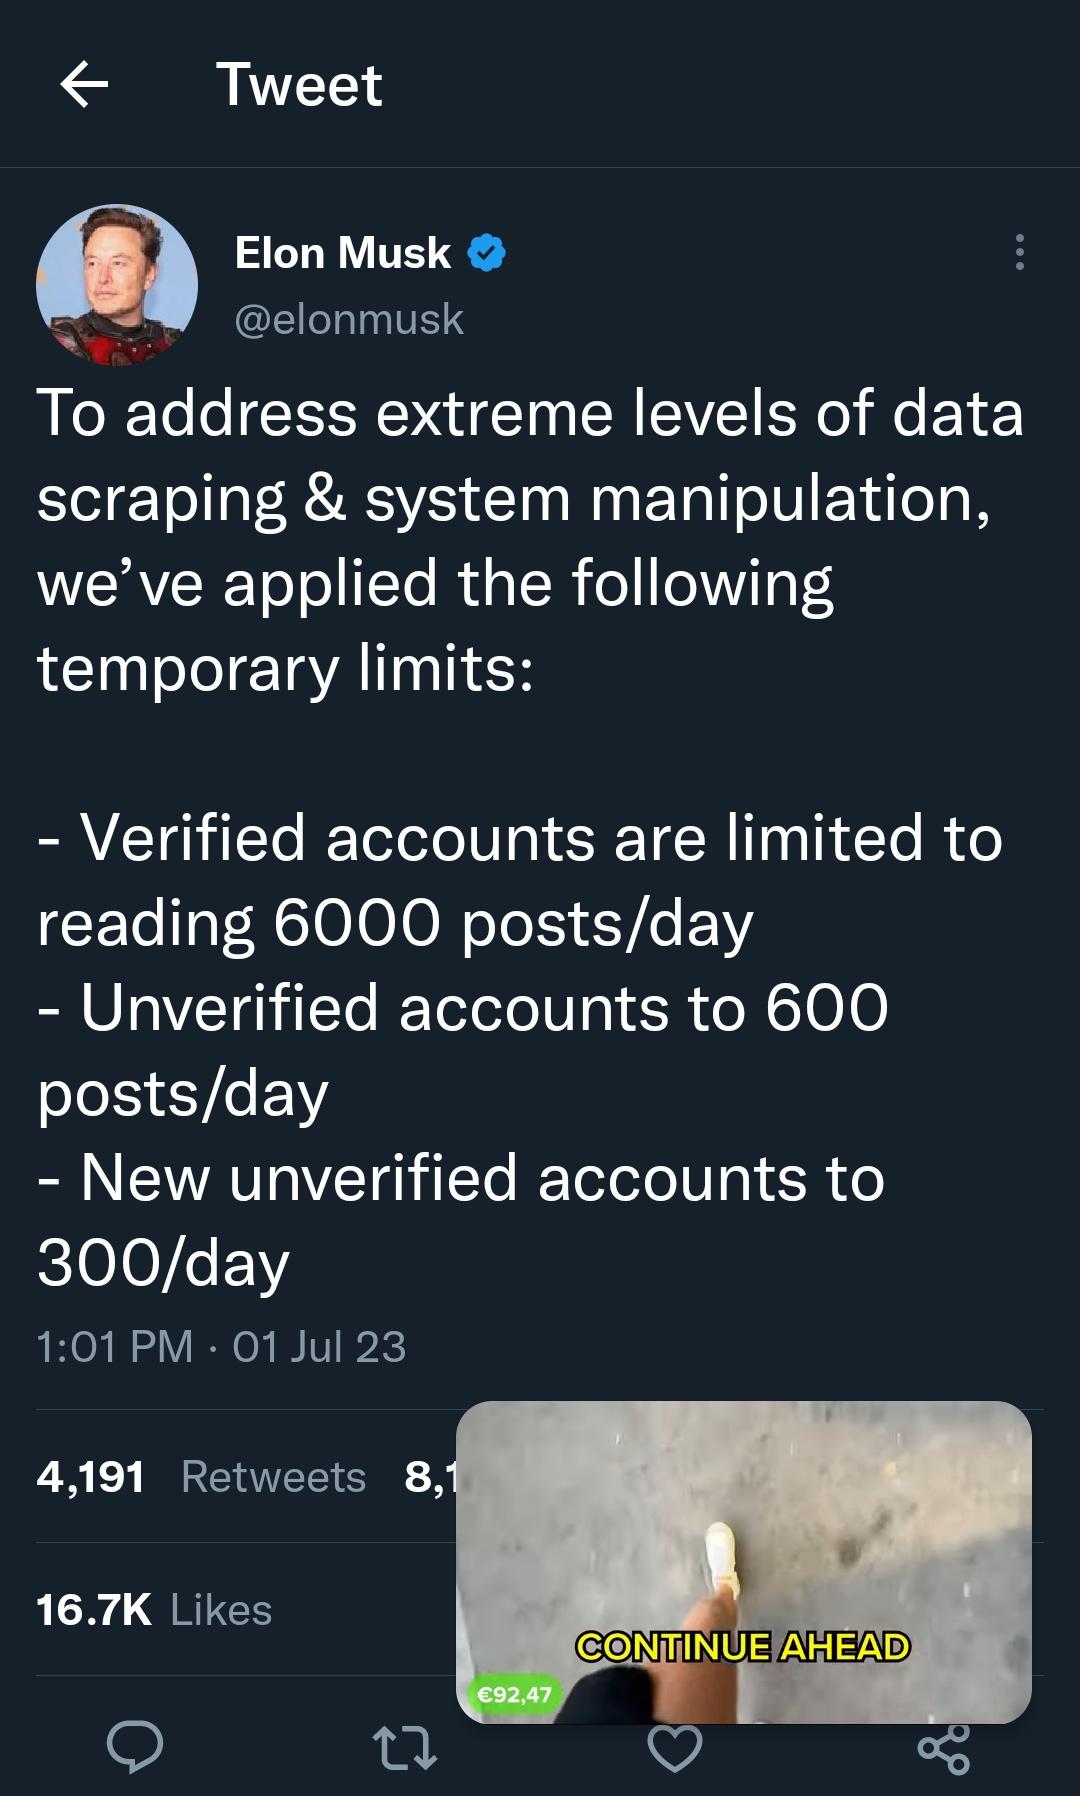 Tweet
Elon Musk
@elonmusk
To address extreme levels of data
scraping & system manipulation,
we’ve applied the following
temporary limits:
- Verified accounts are limited to
reading 6000 posts/day
- Unverified accounts to 600
posts/day
- New unverified accounts to
300/day
1:01 PM · 01 Jul 23
4,191 Retweets 8,1
16.7K Likes
CONTINUE AHEAD
€92,47